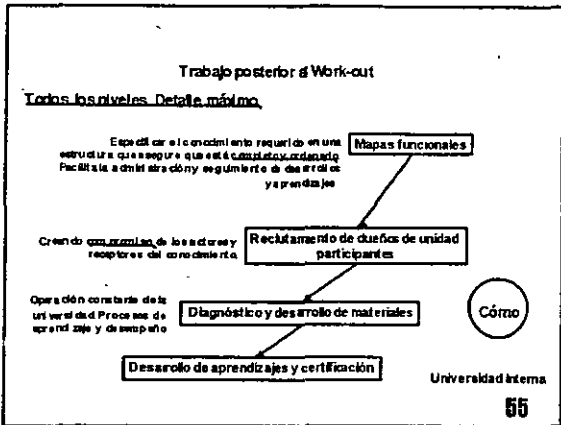 Trabajo posterior al Work-out
Todos los niveles. Detalle máximo.
Especificar el conocimiento requerido en una
estructura que asegure que está completo y ordenado.
Facilita la administración y seguimiento de desarrollos
y aprendizajes
Mapas funcionales
Creando compromiso de los actores y
receptores del conocimiento.
Reclutamiento de dueños de unidad
participantes
Operación constante de la
universidad. Procesos de
aprendizaje y desempeño
Diagnóstico y desarrollo de materiales
Cómo
Desarrollo de aprendizajes y certificación
Universidad Interna
55